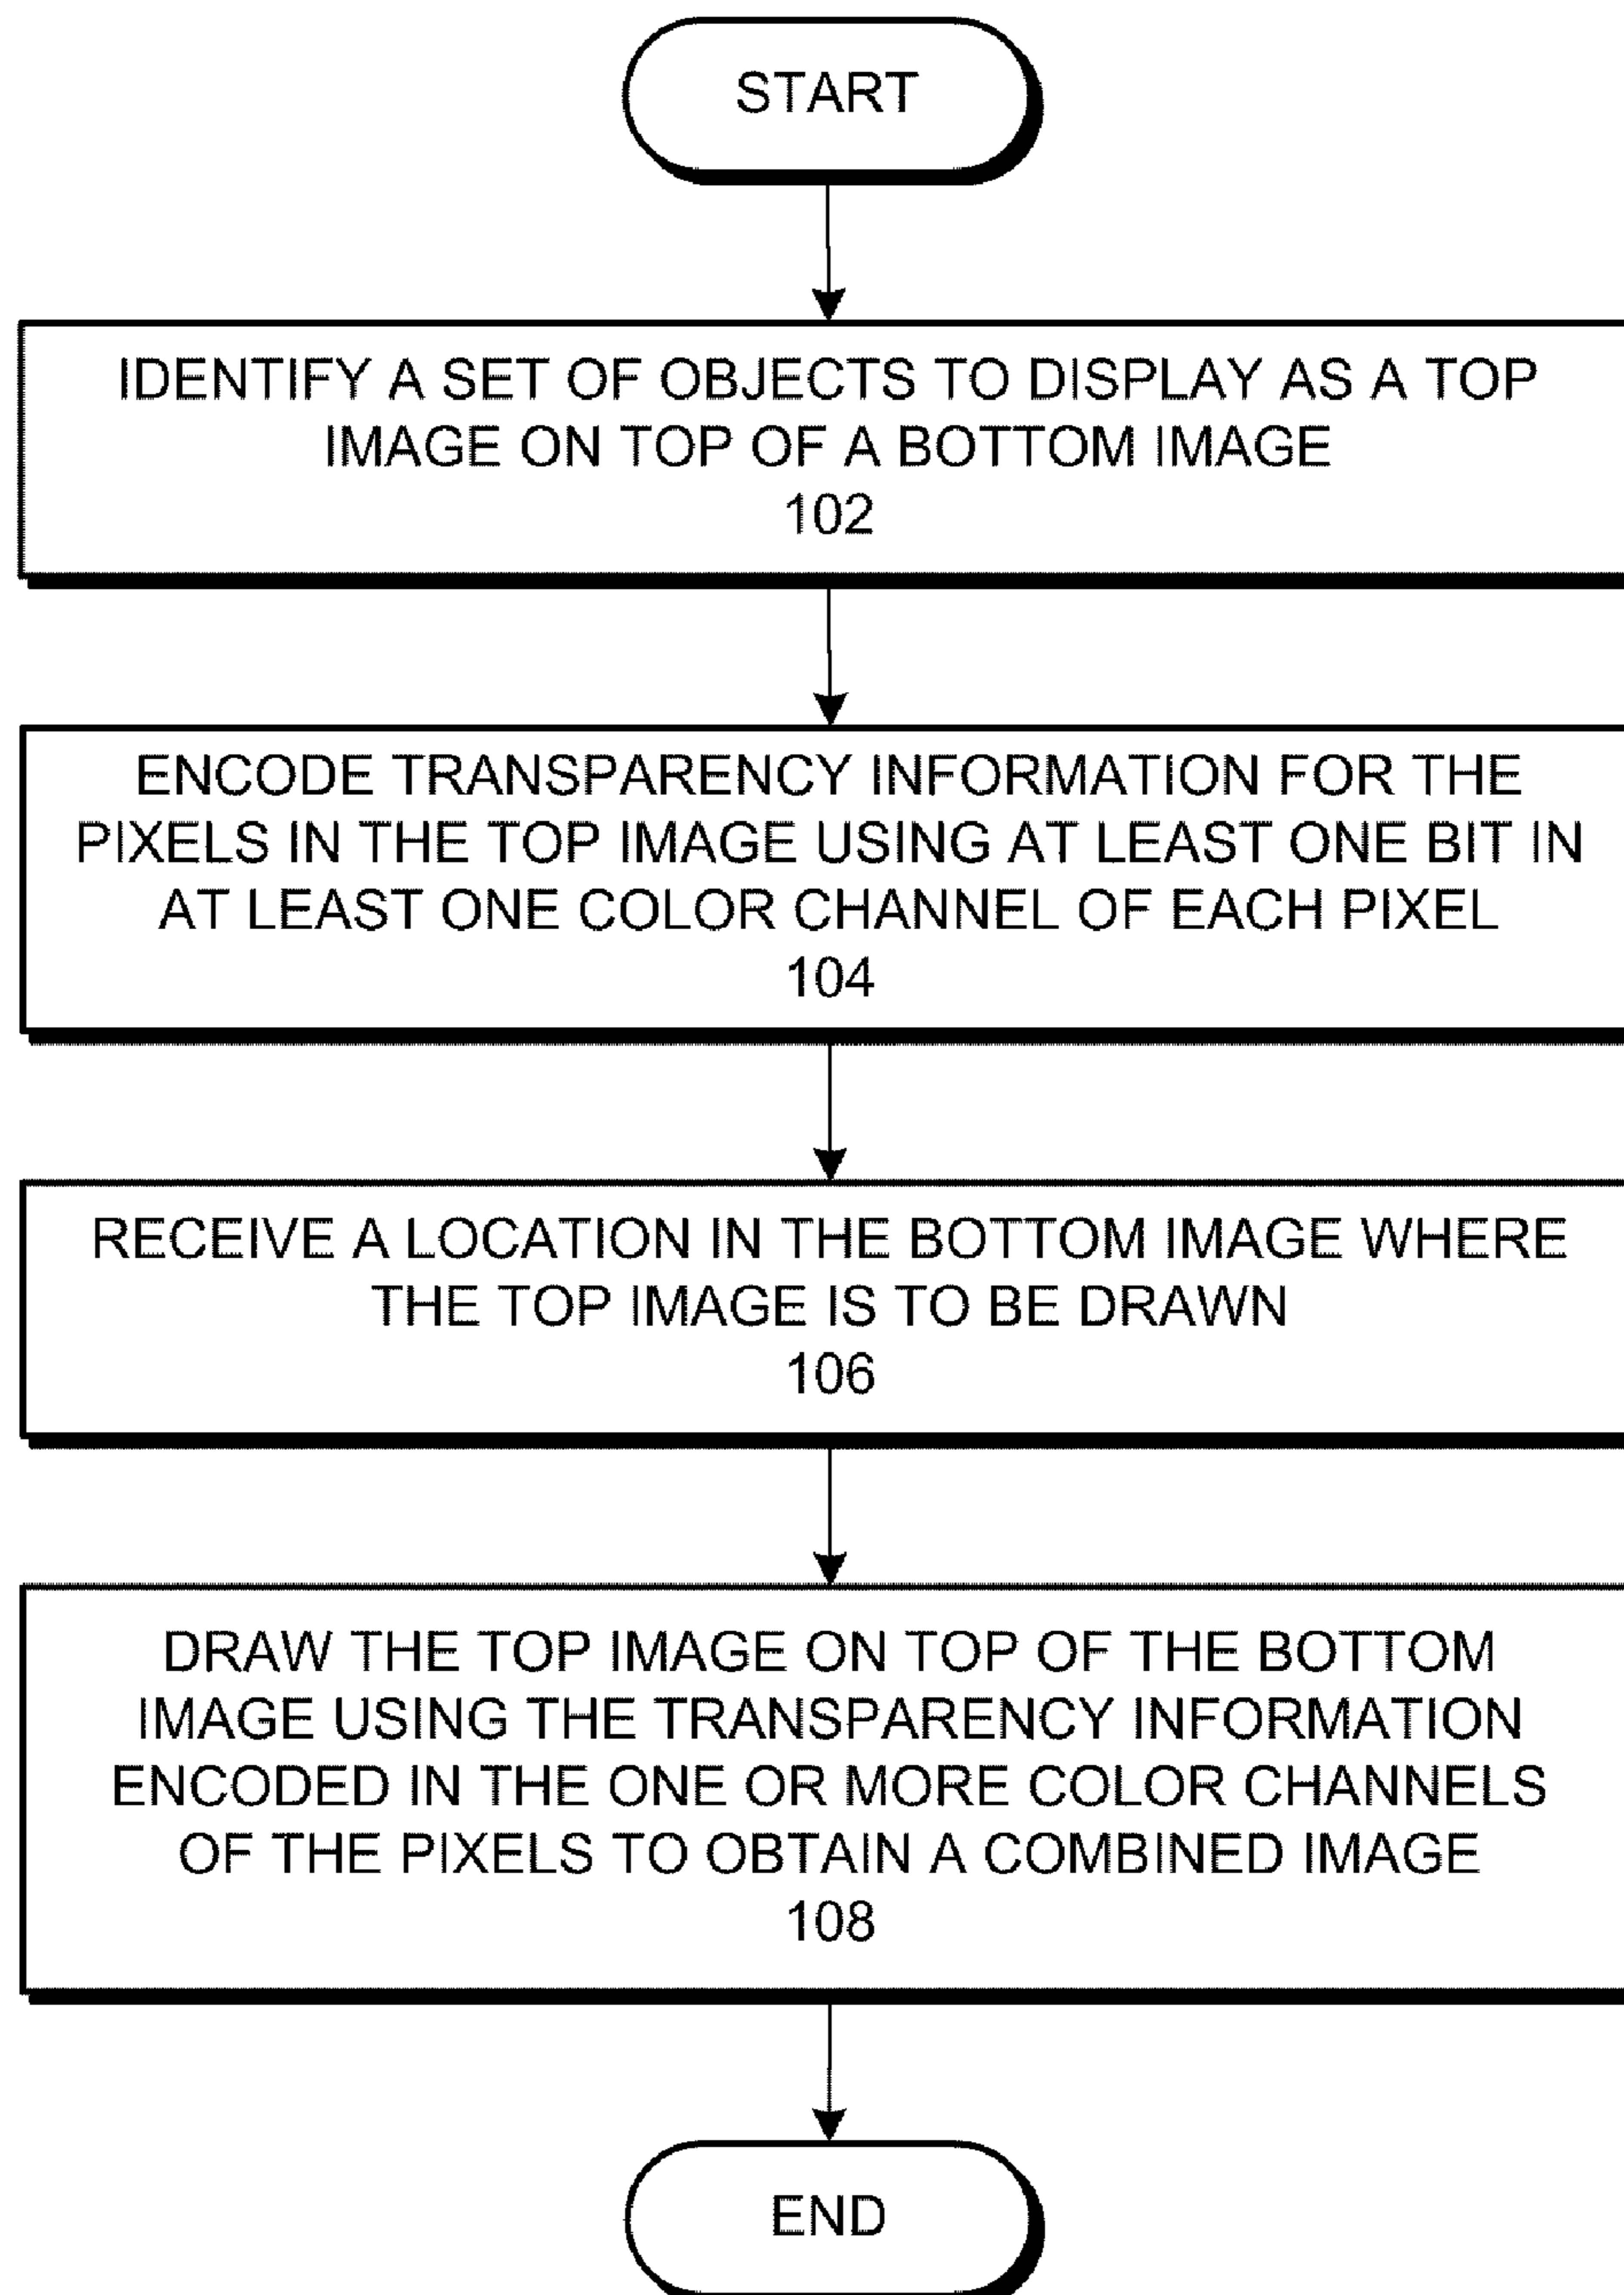 START
IDENTIFY A SET OF OBJECTS TO DISPLAY AS A TOP
IMAGE ON TOP OF A BOTTOM IMAGE
102
ENCODE TRANSPARENCY INFORMATION FOR THE
PIXELS IN THE TOP IMAGE USING AT LEAST ONE BIT IN
AT LEAST ONE COLOR CHANNEL OF EACH PIXEL
104
RECEIVE A LOCATION IN THE BOTTOM IMAGE WHERE
THE TOP IMAGE IS TO BE DRAWN
106
DRAW THE TOP IMAGE ON TOP OF THE BOTTOM
IMAGE USING THE TRANSPARENCY INFORMATION
ENCODED IN THE ONE OR MORE COLOR CHANNELS
OF THE PIXELS TO OBTAIN A COMBINED IMAGE
108
END